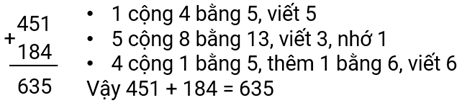 451
+
184
635
• 1 cộng 4 bằng 5, viết 5
• 5 cộng 8 bằng 13, viết 3, nhớ 1
• 4 cộng 1 bằng 5, thêm 1 bằng 6, viết 6
Vậy 451 + 184 = 635